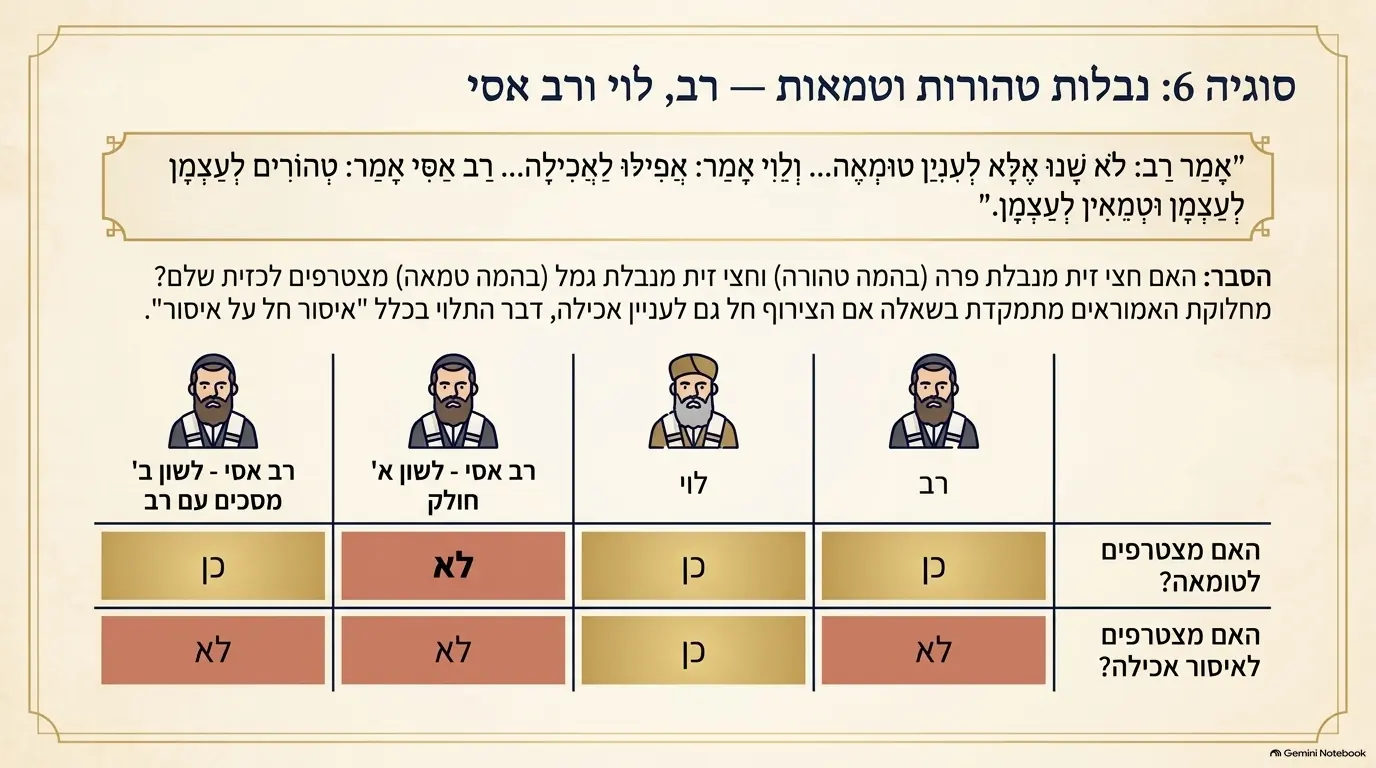 סוגיה 6: נבלות טהורות וטמאות — רב, לוי ורב אסי
"אָמַר רַב: לֹא שָׁנוּ אֶלָּא לְעִנְיַן טוּמְאָה... וְלֵוִי אָמַר: אֲפִילּוּ לַאֲכִילָה... רַב אַסִּי אָמַר: טְהוֹרִים לְעַצְמָן
לְעַצְמָן וּטְמֵאִין לְעַצְמָן."
הסבר: האם חצי זית מנבלת פרה (בהמה טהורה) וחצי זית מנבלת גמל (בהמה טמאה) מצטרפים לכזית שלם?
מחלוקת האמוראים מתמקדת בשאלה אם הצירוף חל גם לעניין אכילה, דבר התלוי בכלל "איסור חל על איסור".
רב
לוי
רב אסי - לשון א'
חולק
רב אסי - לשון ב'
מסכים עם רב
האם מצטרפים
לטומאה?
כן
כן
לא
כן
האם מצטרפים
לאיסור אכילה?
לא
כן
לא
לא
Gemini Notebook